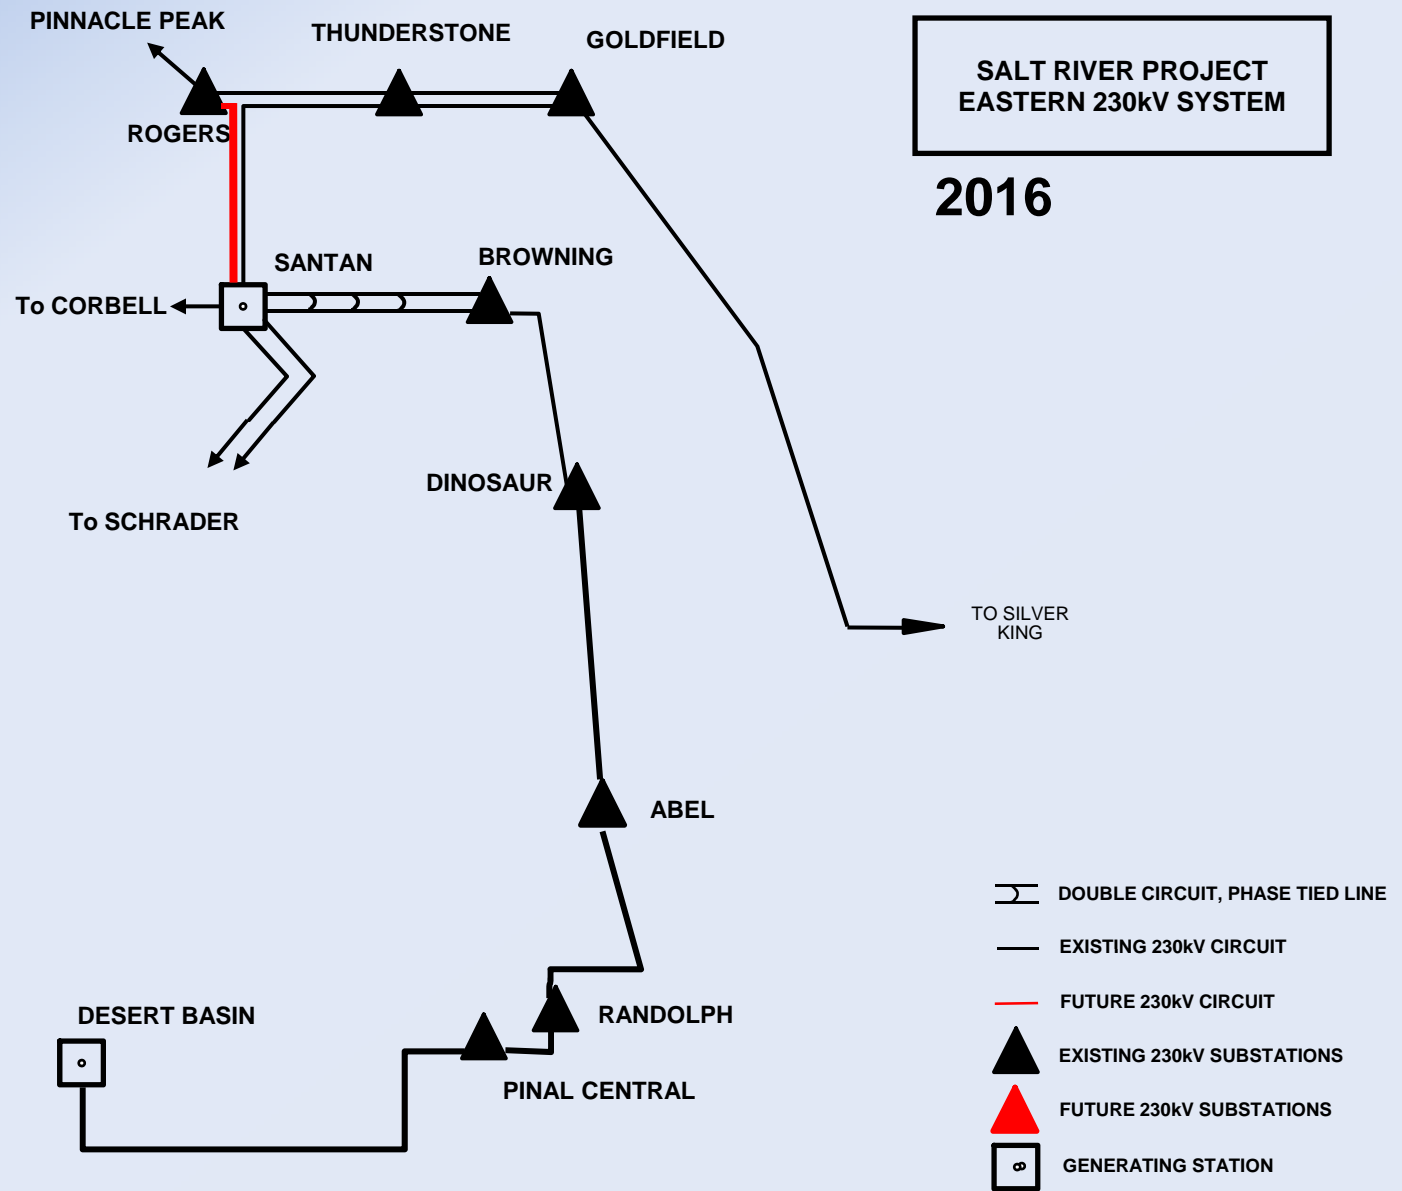 PINNACLE PEAK
THUNDERSTONE
GOLDFIELD
SALT RIVER PROJECT
EASTERN 230kV SYSTEM
2016
ROGERS
SANTAN
BROWNING
To CORBELL
DINOSAUR
To SCHRADER
TO SILVER
KING
ABEL
DOUBLE CIRCUIT, PHASE TIED LINE
EXISTING 230kV CIRCUIT
FUTURE 230kV CIRCUIT
DESERT BASIN
RANDOLPH
EXISTING 230kV SUBSTATIONS
PINAL CENTRAL
FUTURE 230kV SUBSTATIONS
GENERATING STATION